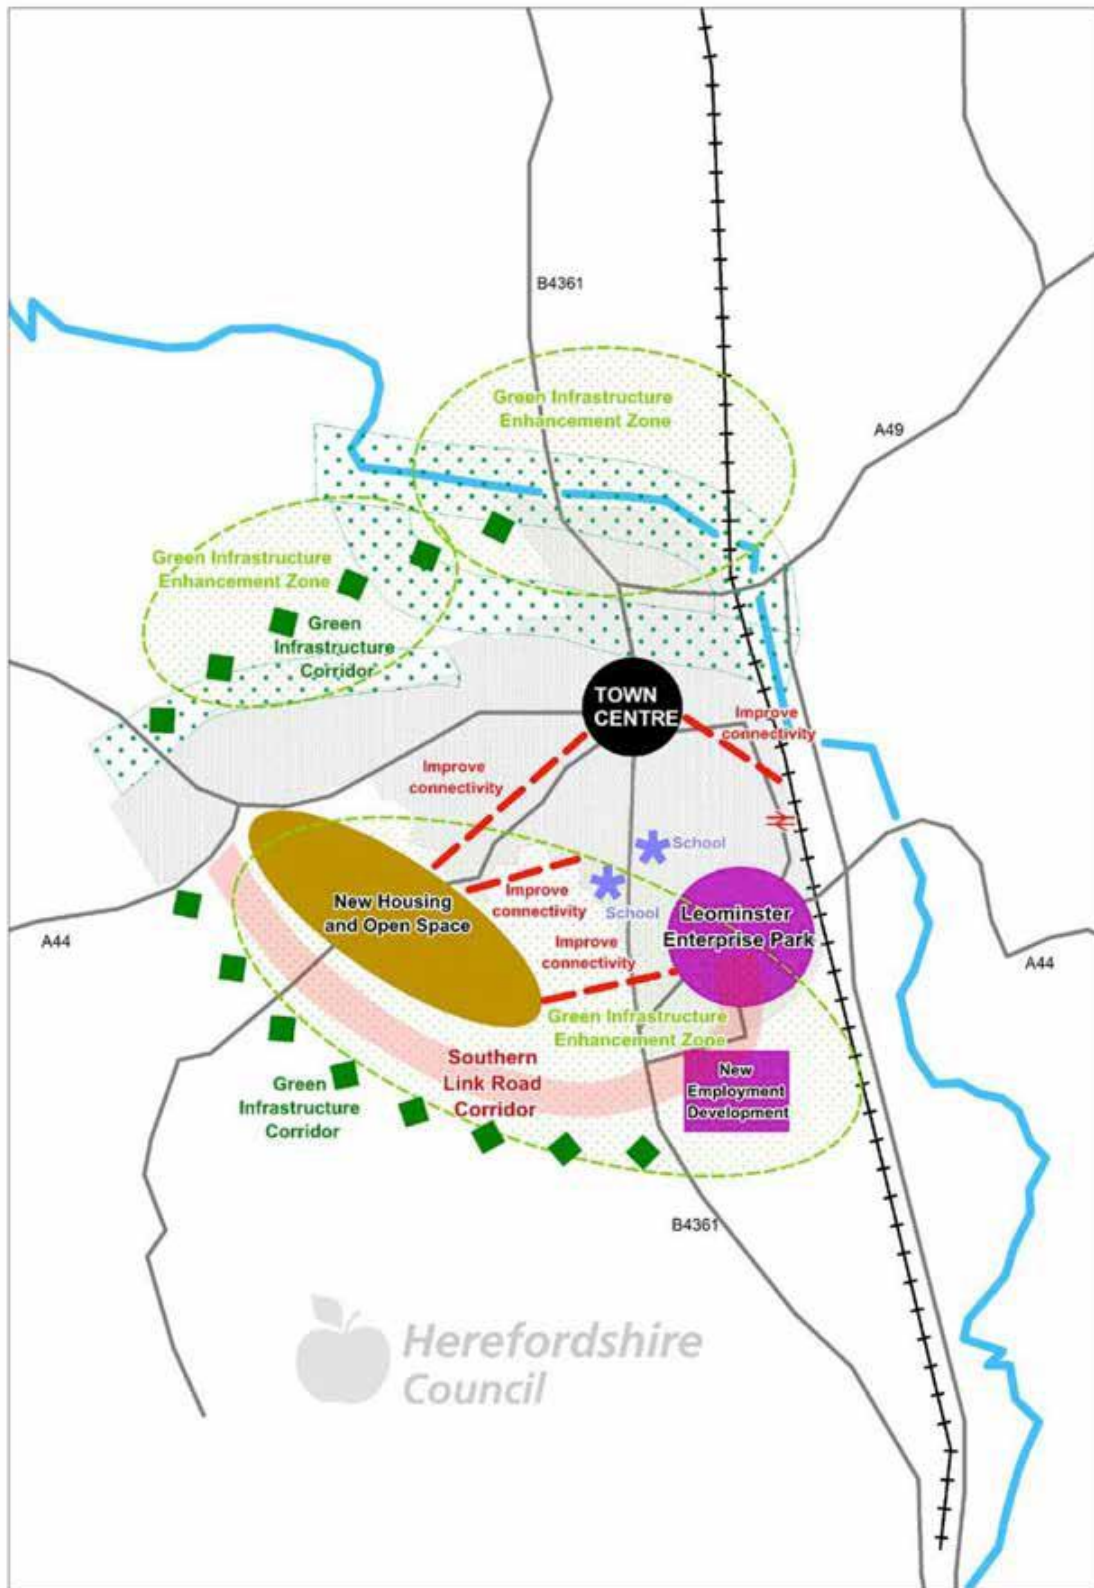 B4361
Green Infrastructure
Enhancement Zone
A49
Green Infrastructure
Enhancement Zone
Green
Infrastructure
Corridor
TOWN
CENTRE
Improve
connectivity
Improve
connectivity
School
Improve
connectivity
School
New Housing
and Open Space
Leominster
Enterprise Park
A44
Improve
connectivity
A44
Green Infrastructure
Enhancement Zone
Southern
Link Road
Corridor
New
Employment
Development
Green
Infrastructure
Corridor
B4361
Herefordshire
Council